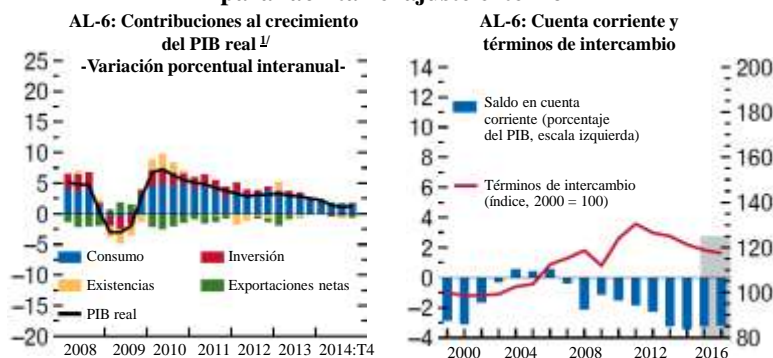 AL-6: Contribuciones al crecimiento
del PIB real 1/
-Variación porcentual interanual-
25
20
15
10
5
0
−5
−10
−15
−20
Consumo
Inversión
Existencias
Exportaciones netas
PIB real
2008 2009 2010 2011 2012 2013 2014:T4
AL-6: Cuenta corriente y
términos de intercambio
14
12
10
8
6
4
2
0
−2
−4
Saldo en cuenta
corriente (porcentaje
del PIB, escala izquierda)
Términos de intercambio
(índice, 2000 = 100)
200
180
160
140
120
100
80
2000 2004 2008 2012 2016